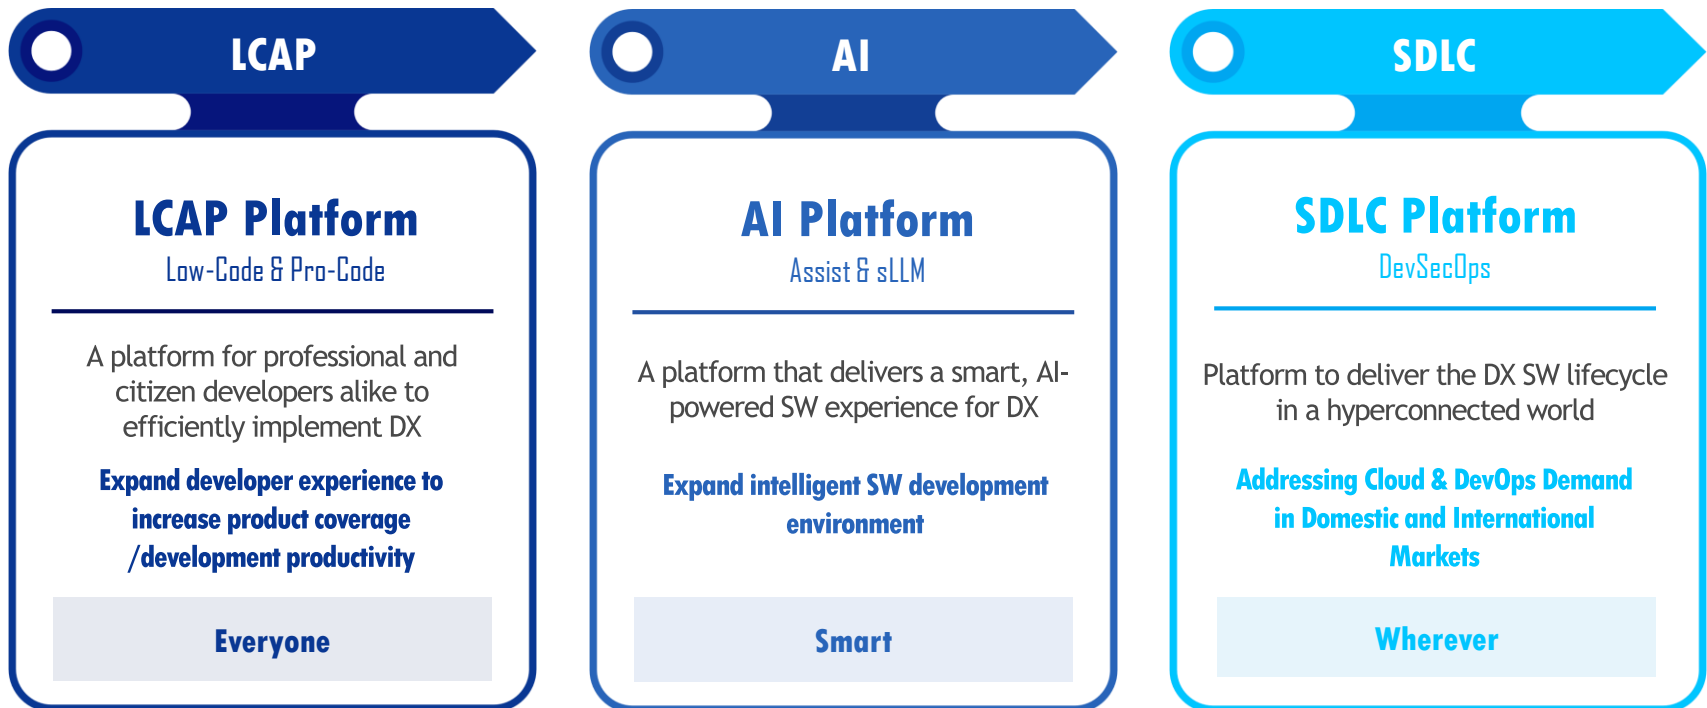 LCAP
LCAP Platform
Low-Code & Pro-Code
A platform for professional and
citizen developers alike to
efficiently implement DX
Expand developer experience to
increase product coverage
/development productivity
Everyone
AI
AI Platform
Assist & sLLM
A platform that delivers a smart, AI-
powered SW experience for DX
Expand intelligent SW development
environment
Smart
SDLC
SDLC Platform
DevSecOps
Platform to deliver the DX SW lifecycle
in a hyperconnected world
Addressing Cloud & DevOps Demand
in Domestic and International
Markets
Wherever